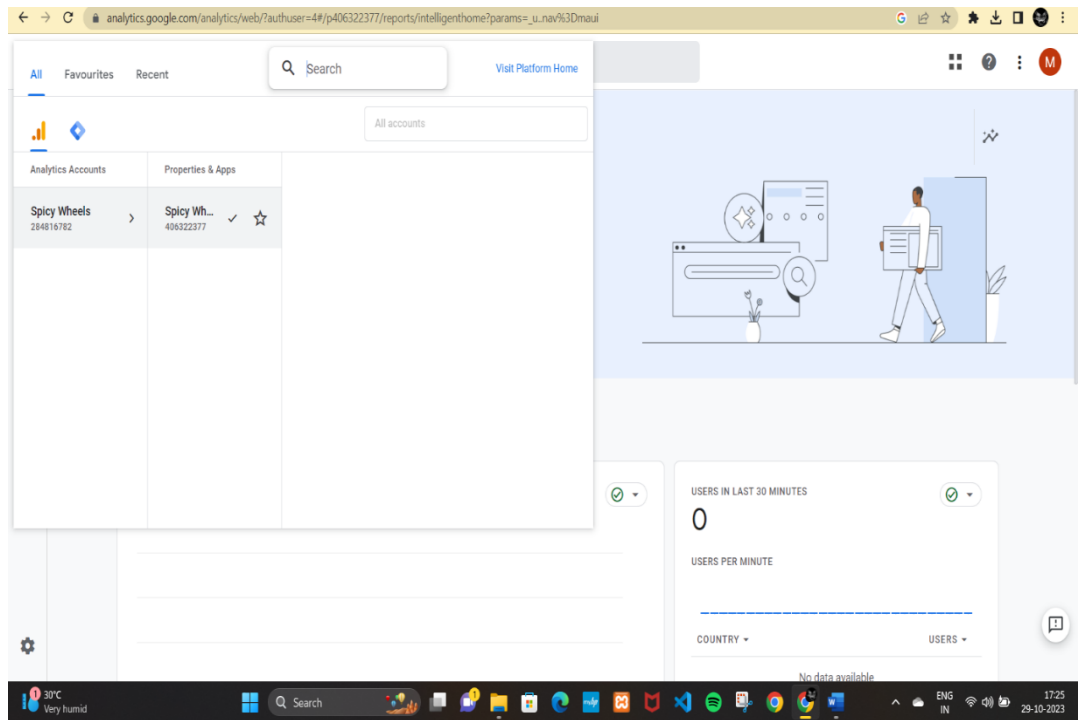 analytics.google.com/analytics/web/?authuser=4#/p406322377/reports/intelligenthome?params=_u..nav%3Dmaui
All Favourites Recent Search Visit Platform Home
M
All accounts
Analytics Accounts Properties & Apps
Spicy Wheels Spicy Wh...
284816782 406322377
USERS IN LAST 30 MINUTES
0
USERS PER MINUTE
COUNTRY USERS
No data available
1 30°C
Very humid
Search
ENG
IN
17:25
29-10-2023